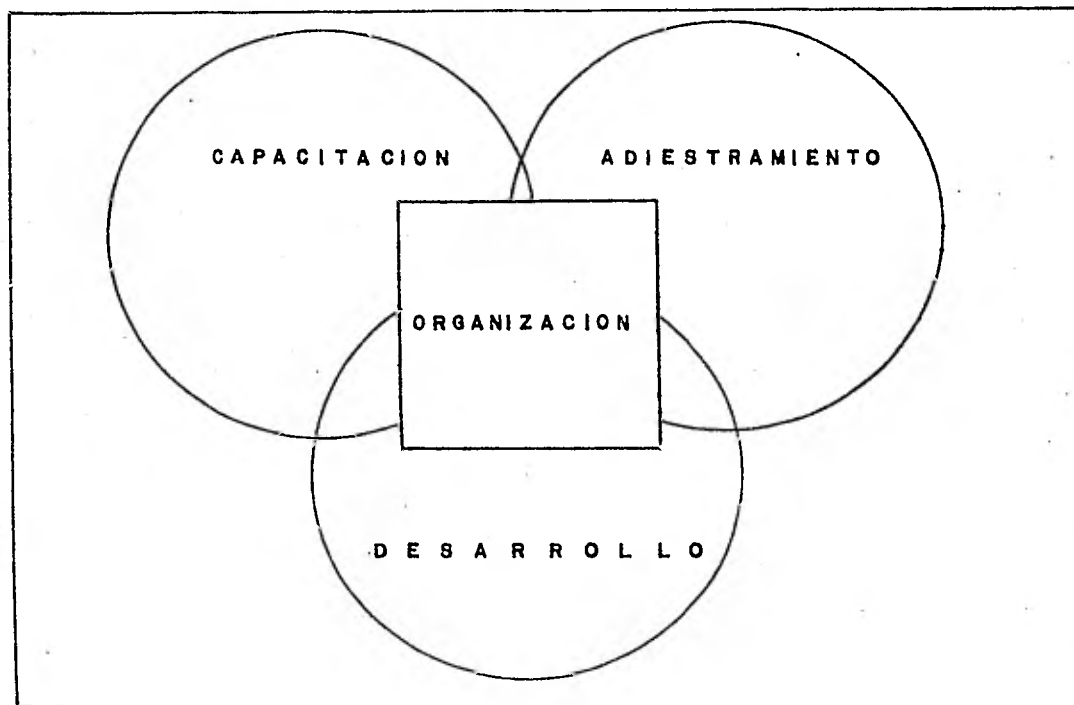 CAPACITACION
ADIESTRAMIENTO
ORGANIZACION
DESARROLLO